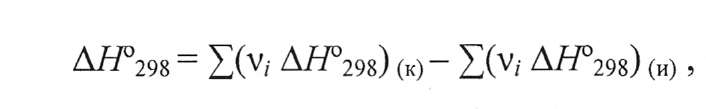 ΔH°₂₉₈ = ∑(νᵢ ΔH°₂₉₈) ₍к₎ – ∑(νᵢ ΔH°₂₉₈) ₍и₎ ,